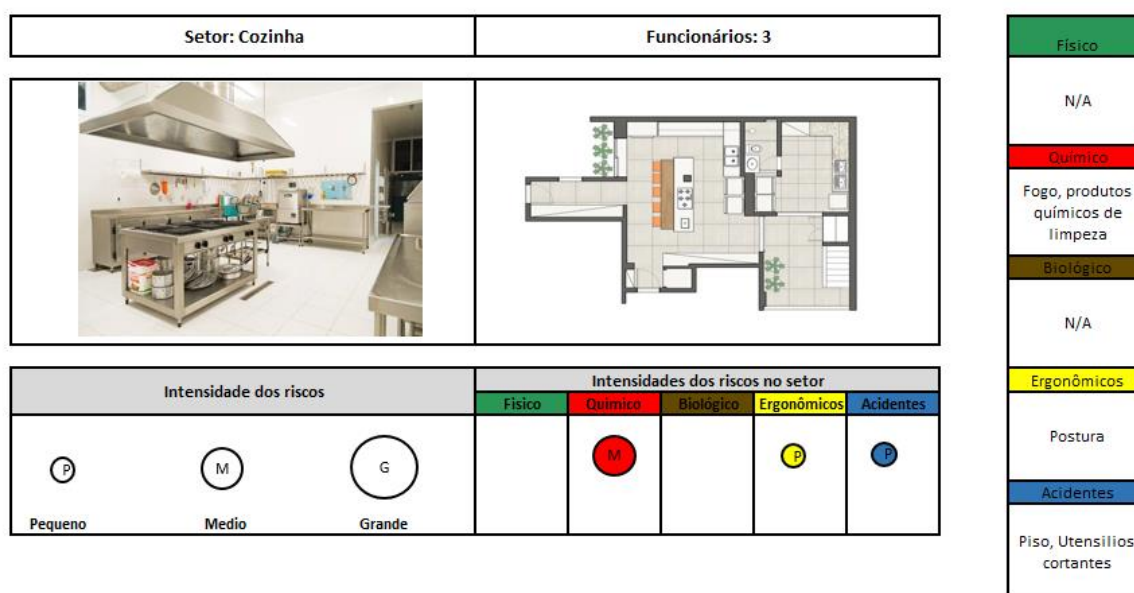 Setor: Cozinha
Funcionários: 3
Intensidade dos riscos
P
M
G
Pequeno
Medio
Grande
Intensidades dos riscos no setor
Fisico
Químico
Biológico
Ergonômicos
Acidentes
M
P
P
Físico
N/A
Químico
Fogo, produtos
químicos de
limpeza
Biológico
N/A
Ergonômicos
Postura
Acidentes
Piso, Utensilios
cortantes